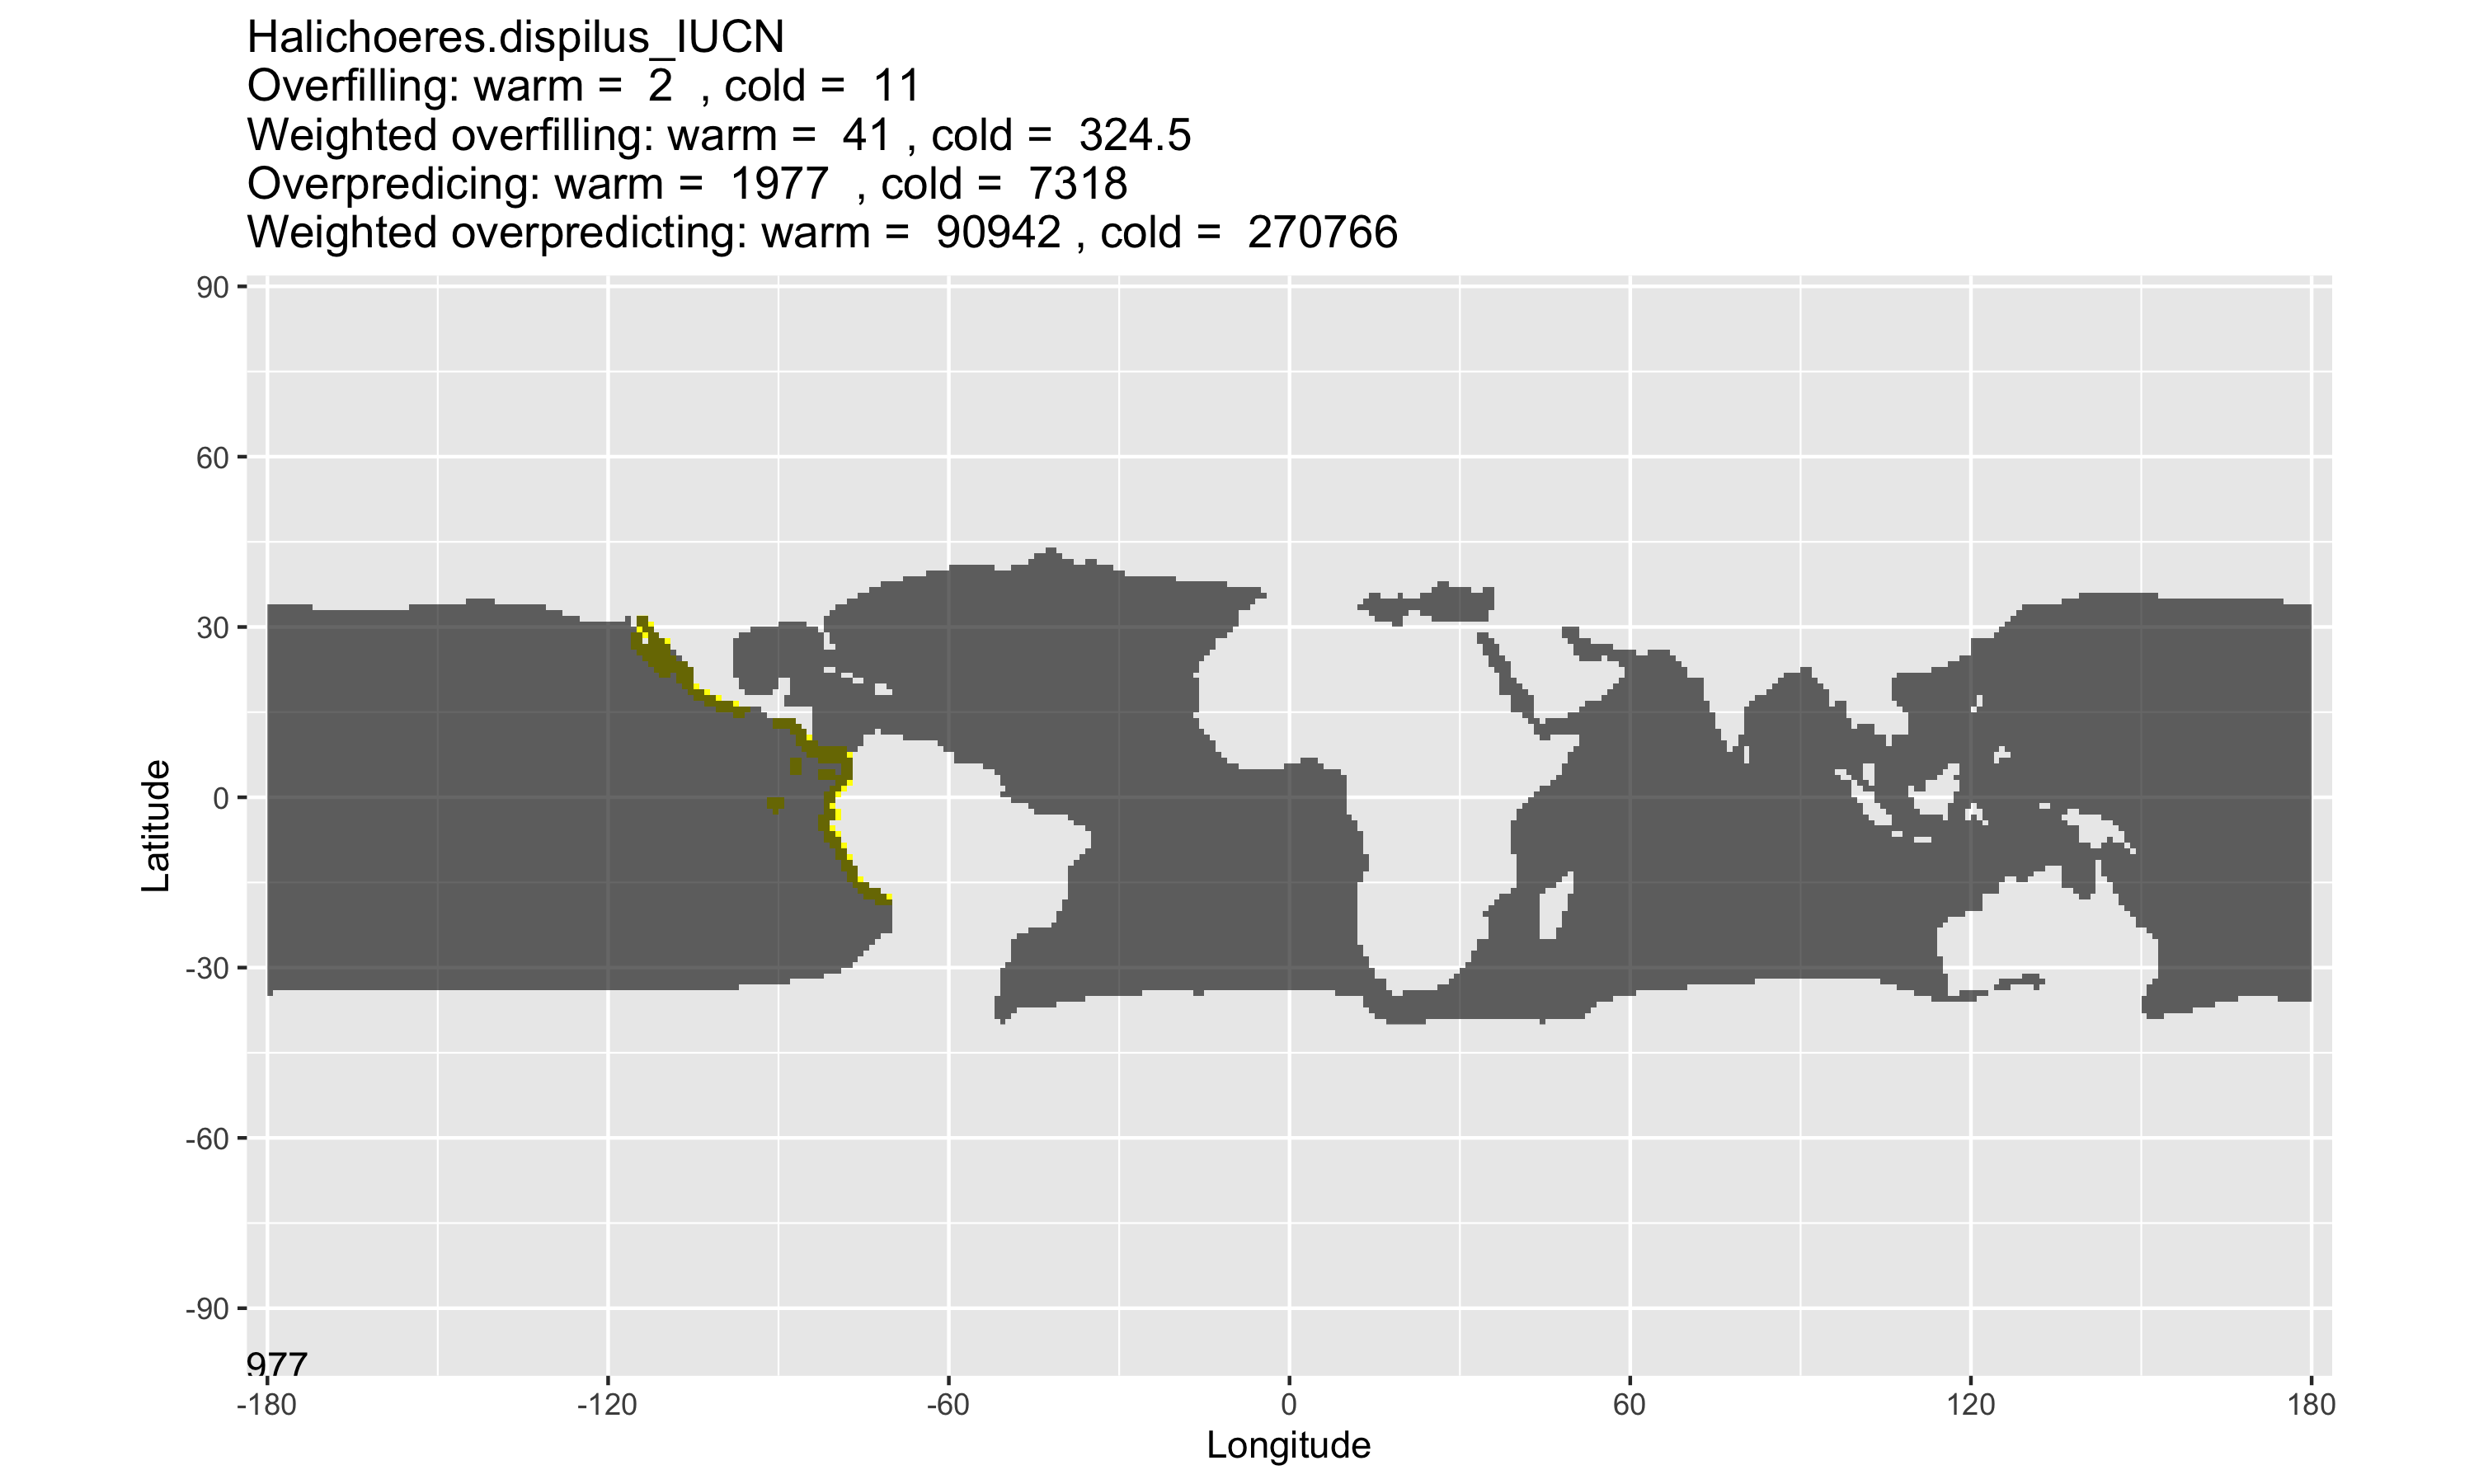 Halichoeres.dispilus_IUCN
Overfilling: warm = 2 , cold = 11
Weighted overfilling: warm = 41 , cold = 324.5
Overpredicing: warm = 1977 , cold = 7318
Weighted overpredicting: warm = 90942 , cold = 270766
90
60
30
0
-30
-60
-90
Latitude
977
-180
-120
-60
0
60
120
180
Longitude